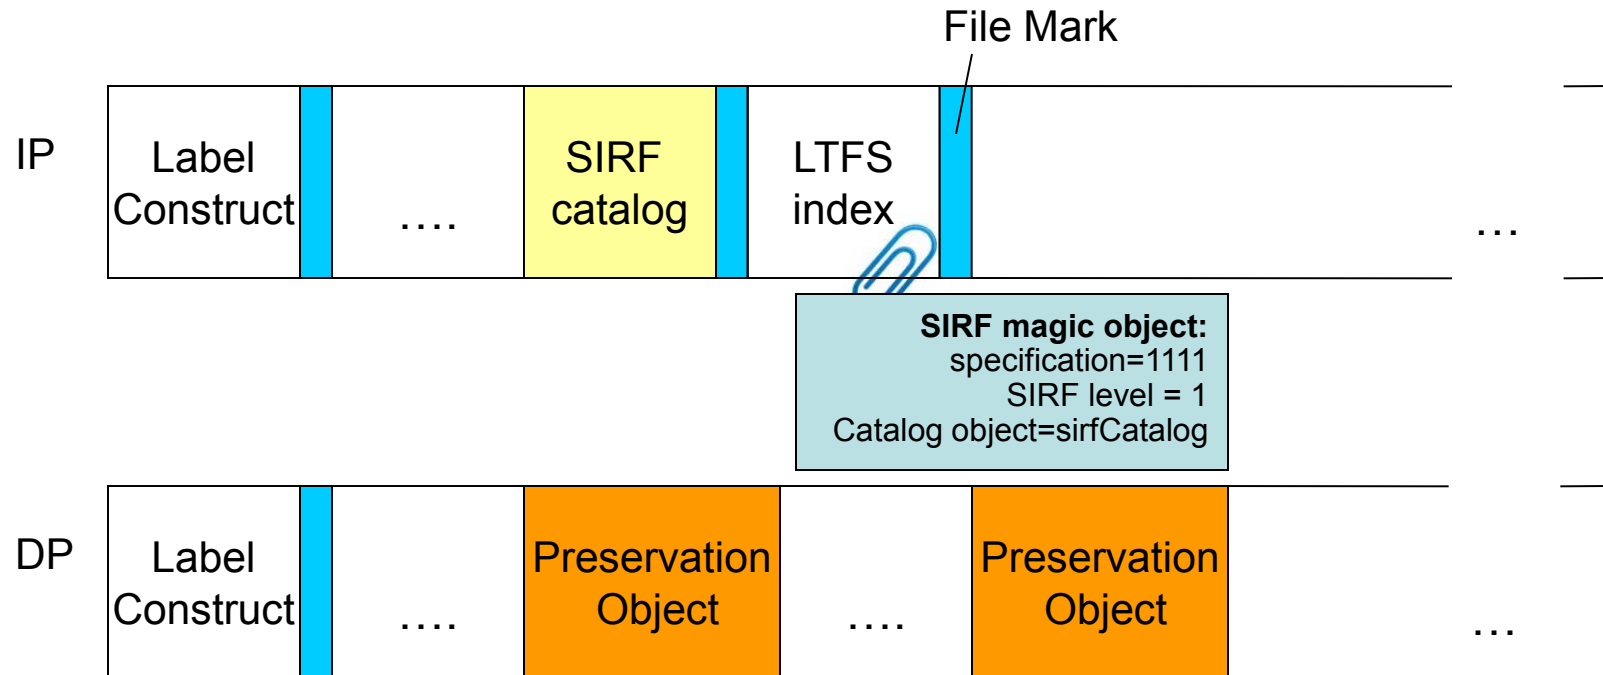 File Mark
IP
Label
Construct
....
SIRF
catalog
LTFS
index
...
SIRF magic object:
specification=1111
SIRF level = 1
Catalog object=sirfCatalog
DP
Label
Construct
....
Preservation
Object
....
Preservation
Object
...